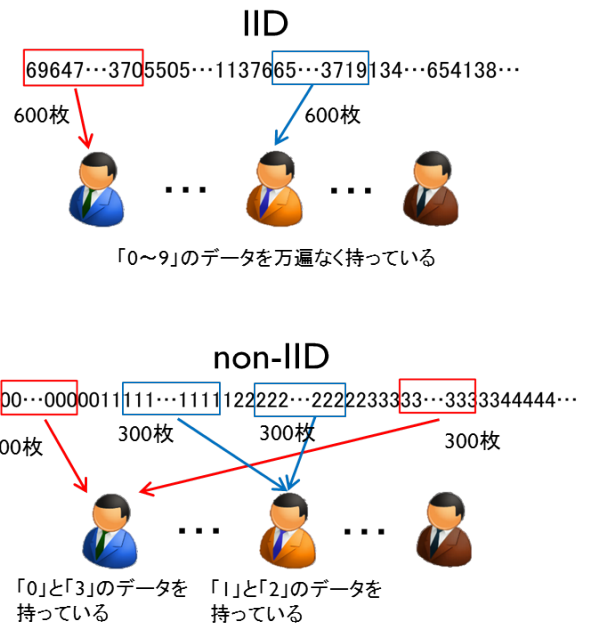 IID
69647…3705505…1137665…3719134…654138…
600枚
600枚
… …
「0～9」のデータを万遍なく持っている
non-IID
00…000001111…1111122222…2222233333…3333344444…
00枚
300枚
300枚
300枚
… …
「0」と「3」のデータを
持っている
「1」と「2」のデータを
持っている